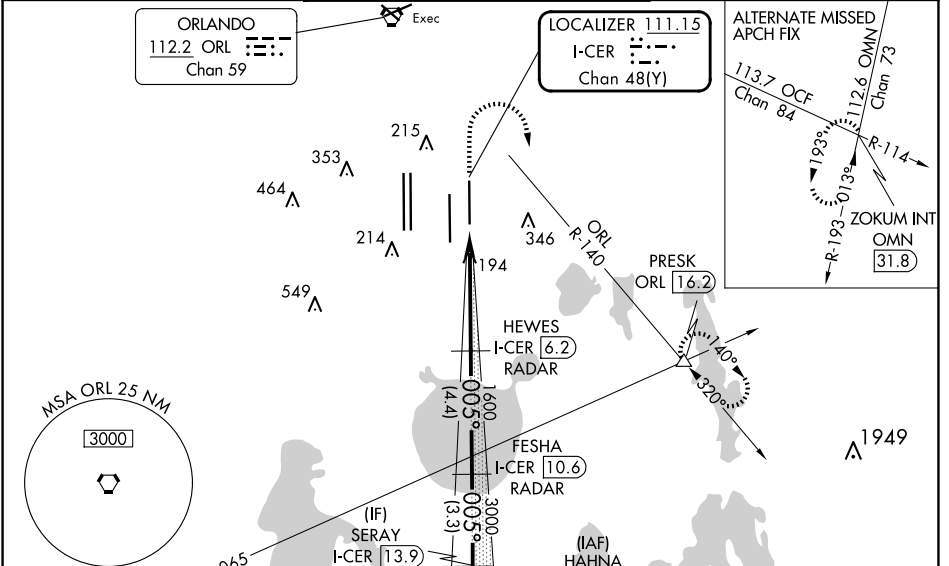 ORLANDO
112.2 ORL
Chan 59
Exec
LOCALIZER 111.15
I-CER
Chan 48(Y)
ALTERNATE MISSED
APCH FIX
113.7 OCF
Chan 84
112.6 OMN
Chan 73
R-114
193°
013°
R-193
ZOKUM INT
OMN
31.8
215
353
464
214
549
346
194
ORL
R-140
PRESK
ORL 16.2
140°
320°
HEWES
I-CER 6.2
RADAR
005°
1600
(4.4)
MSA ORL 25 NM
3000
1949
FESHA
I-CER 10.6
RADAR
005°
3000
(3.3)
(IF)
SERAY
I-CER 13.9
(IAF)
HAHNA
065